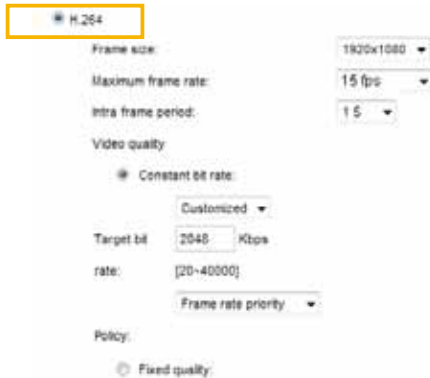 H.264
Frame size: 1920x1080
Maximum frame rate: 15 fps
Intra frame period: 1 S
Video quality
Constant bit rate:
Customized
Target bit 2048 Kbps
rate: [20~40000]
Frame rate priority
Policy:
Fixed quality: